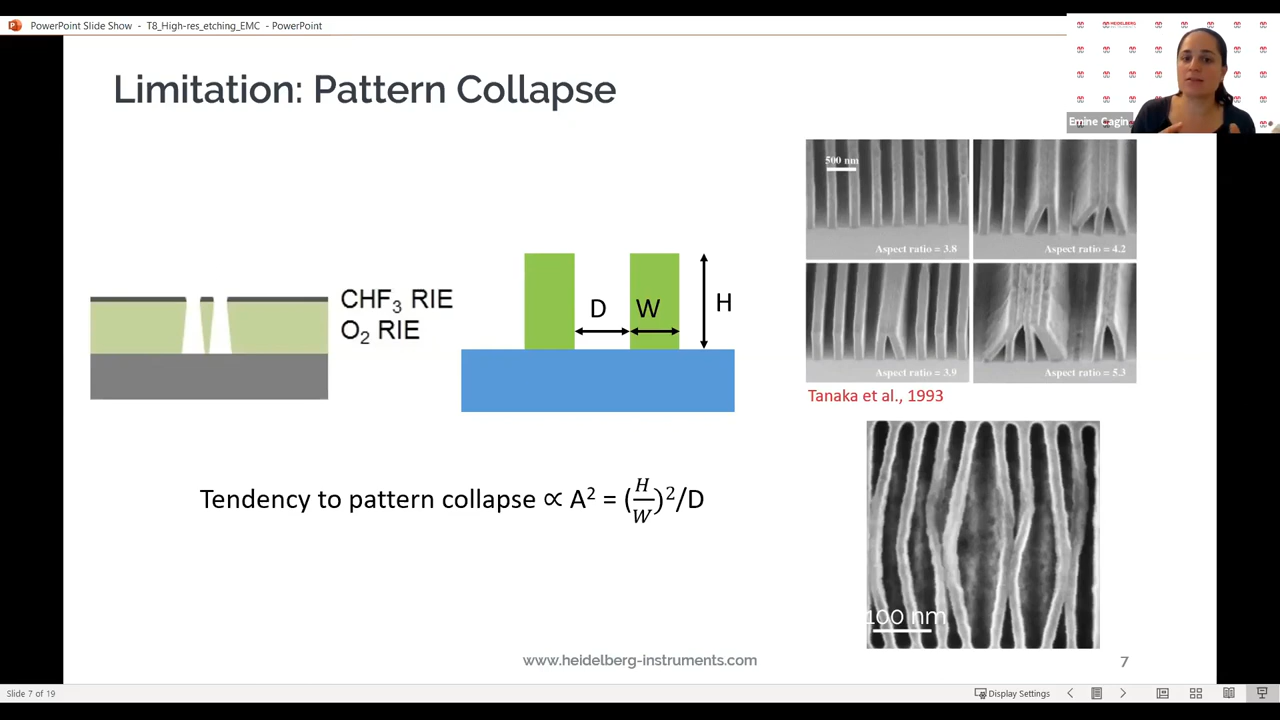 PowerPoint Slide Show - T8_High-res_etching_EMC - PowerPoint
HEIDELBERG
Emine Cagin
Limitation: Pattern Collapse
500 nm
Aspect ratio = 3.8
Aspect ratio = 4.2
Aspect ratio = 3.9
Aspect ratio = 5.3
Tanaka et al., 1993
CHF₃ RIE
O₂ RIE
D
W
H
Tendency to pattern collapse ∝ A² = (H/W)²/D
100 nm
www.heidelberg-instruments.com
7
Slide 7 of 19
Display Settings